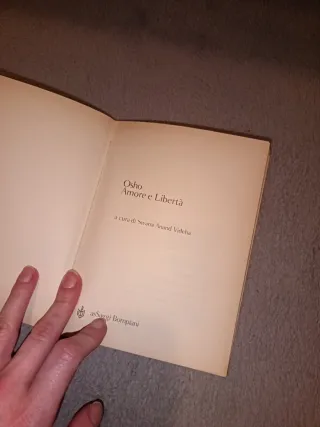 Osho
Amore e Libertà
a cura di Swami Anand Videha
Bompiani